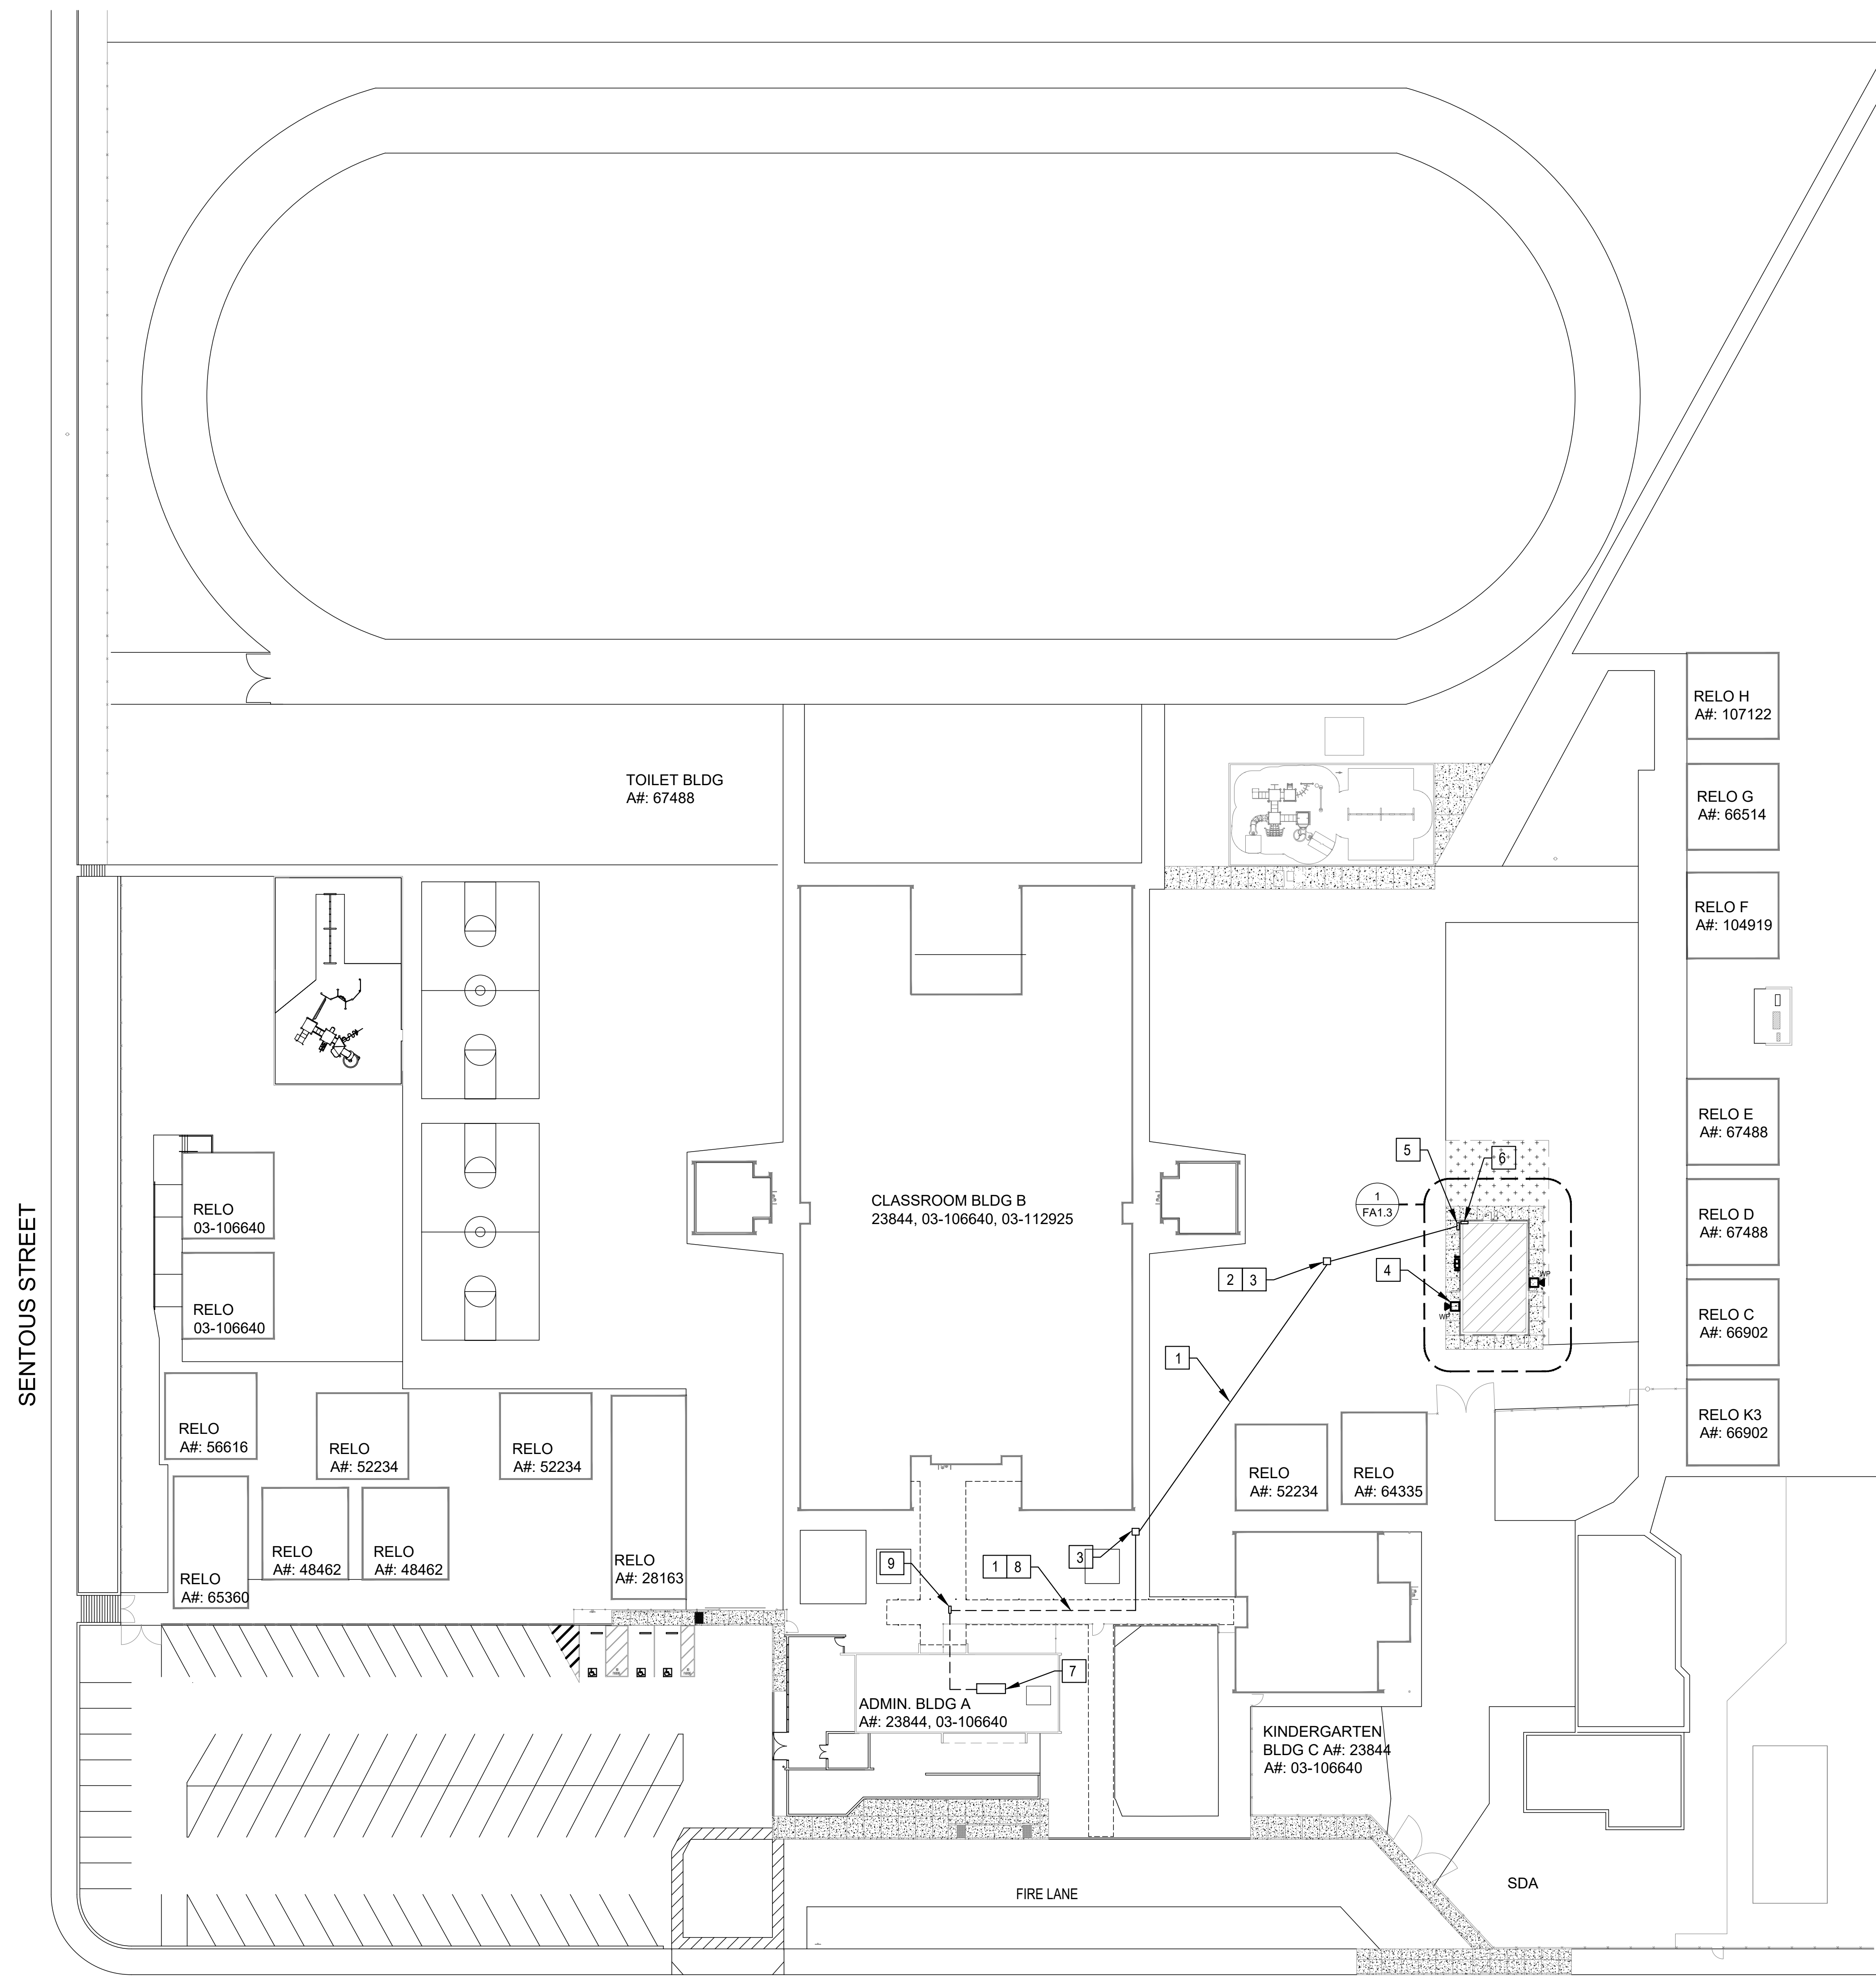 RELO H
A#: 107122
TOILET BLDG
A#: 67488
RELO G
A#: 66514
RELO F
A#: 104919
RELO E
A#: 67488
5
6
1
FA1.3
RELO
03-106640
CLASSROOM BLDG B
23844, 03-106640, 03-112925
RELO D
A#: 67488
SENTOUS STREET
2 3
4
WP
WP
RELO
03-106640
RELO C
A#: 66902
1
RELO K3
A#: 66902
RELO
A#: 56616
RELO
A#: 52234
RELO
A#: 52234
RELO
A#: 52234
RELO
A#: 64335
RELO
A#: 65360
RELO
A#: 48462
RELO
A#: 48462
RELO
A#: 28163
9
1 8
3
7
ADMIN. BLDG A
A#: 23844, 03-106640
KINDERGARTEN
BLDG C A#: 23844
A#: 03-106640
FIRE LANE
SDA